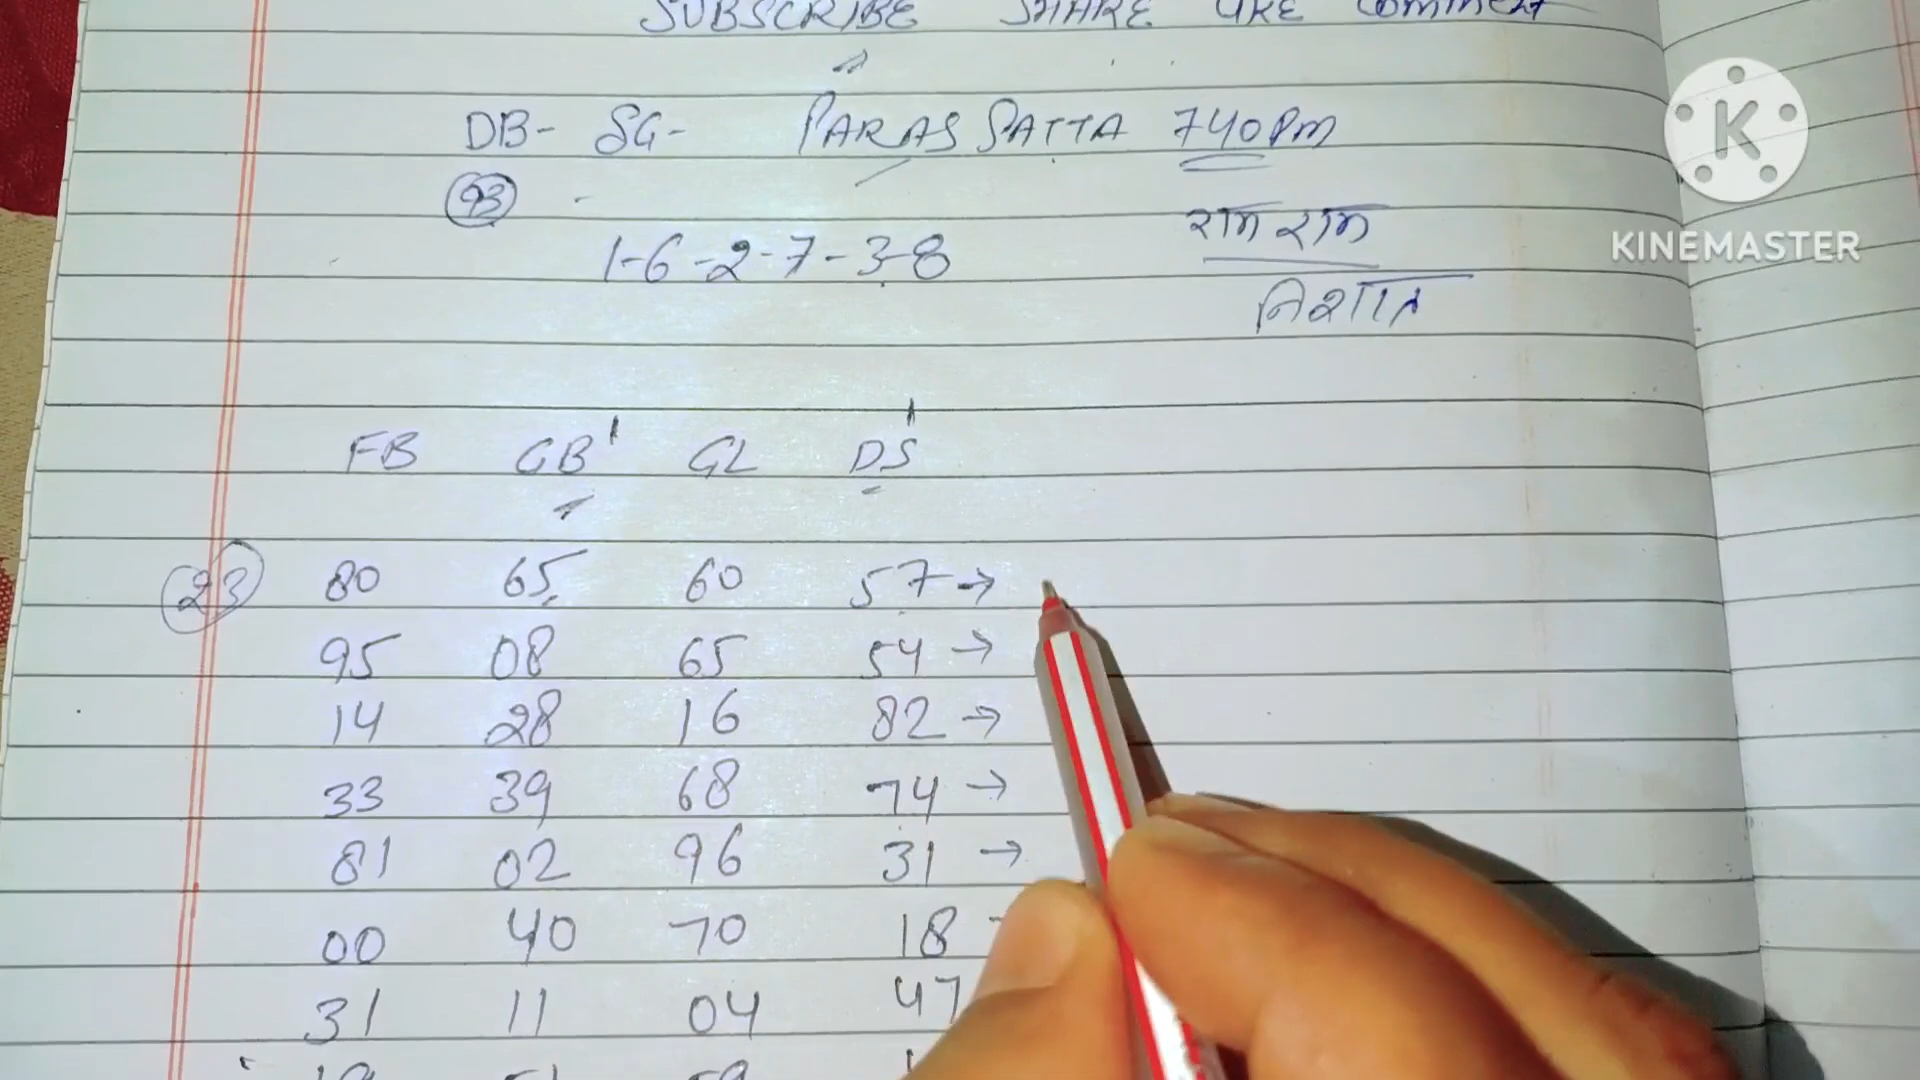 SUBSCRIBE SHARE LIKE COMMENT
DB- SG- PARAS SATTA 740 PM
93
राम राम
1-6-2-7-3-8
निशान
KINEMASTER
FB GB GL DS
23 80 65 60 57 →
95 08 65 54 →
14 28 16 82 →
33 39 68 74 →
81 02 96 31 →
00 40 70 18
31 11 04 47